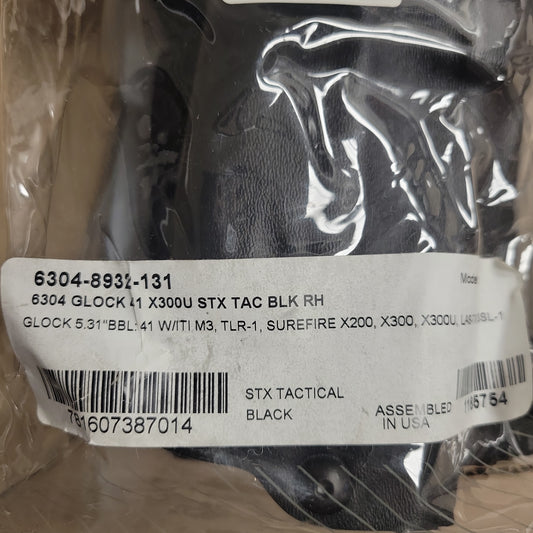 6304-8932-131
Model
6304 GLOCK 41 X300U STX TAC BLK RH
GLOCK 5.31"BBL: 41 W/ITI M3, TLR-1, SUREFIRE X200, X300, X300U,
781607387014
STX TACTICAL
BLACK
ASSEMBLED
IN USA